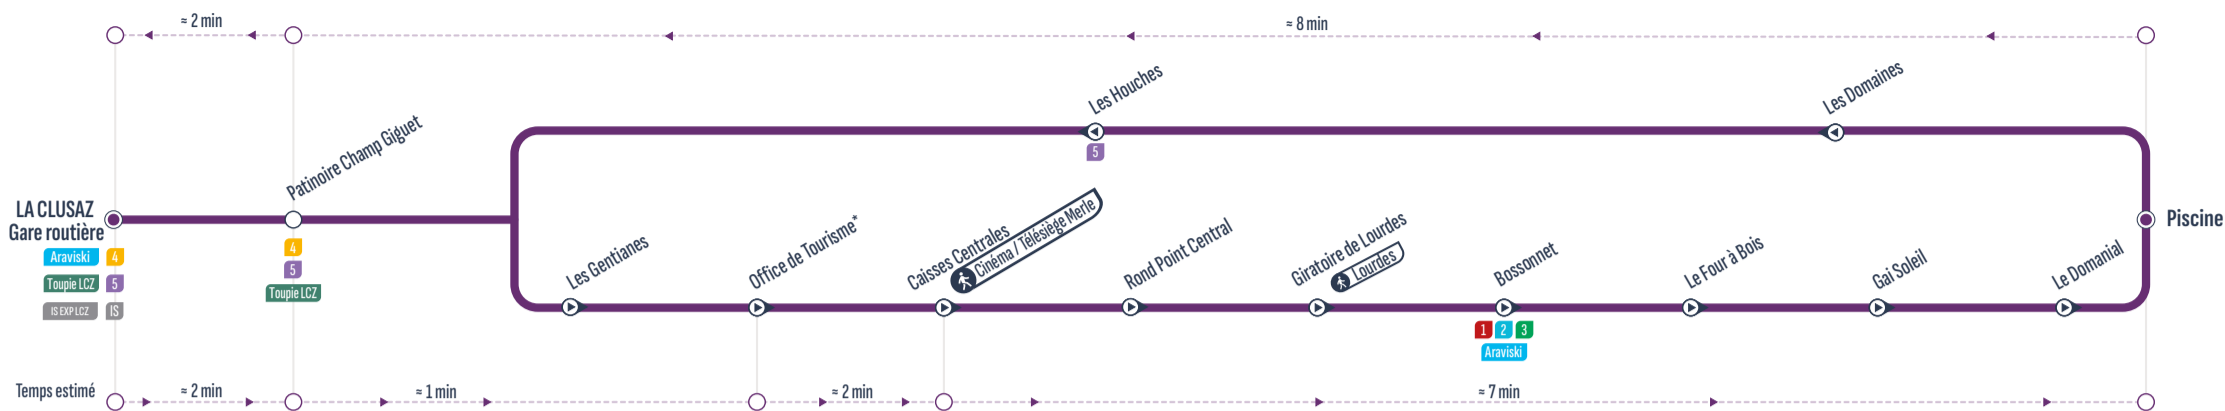 ≈ 2 min
≈ 8 min
Les Houches
5
Les Domaines
Patinoire Champ Giguet
4
5
Toupie LCZ
LA CLUSAZ
Gare routière
Araviski 4
Toupie LCZ 5
IS EXP LCZ IS
Piscine
Les Gentianes
Office de Tourisme*
Caisses Centrales
Cinéma / Télésiège Merle
Rond Point Central
Giratoire de Lourdes
Lourdes
Bossonnet
1 2 3
Araviski
Le Four à Bois
Gai Soleil
Le Domanial
Temps estimé
≈ 2 min
≈ 1 min
≈ 2 min
≈ 7 min